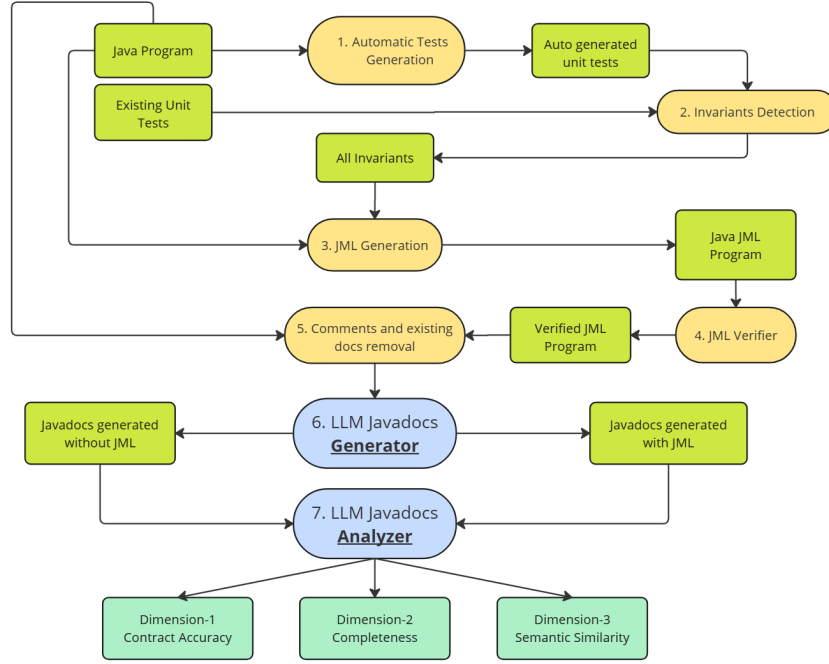 Java Program
1. Automatic Tests
Generation
Auto generated
unit tests
Existing Unit
Tests
2. Invariants Detection
All Invariants
3. JML Generation
Java JML
Program
5. Comments and existing
docs removal
Verified JML
Program
4. JML Verifier
Javadocs generated
without JML
6. LLM Javadocs
Generator
Javadocs generated
with JML
7. LLM Javadocs
Analyzer
Dimension-1
Contract Accuracy
Dimension-2
Completeness
Dimension-3
Semantic Similarity